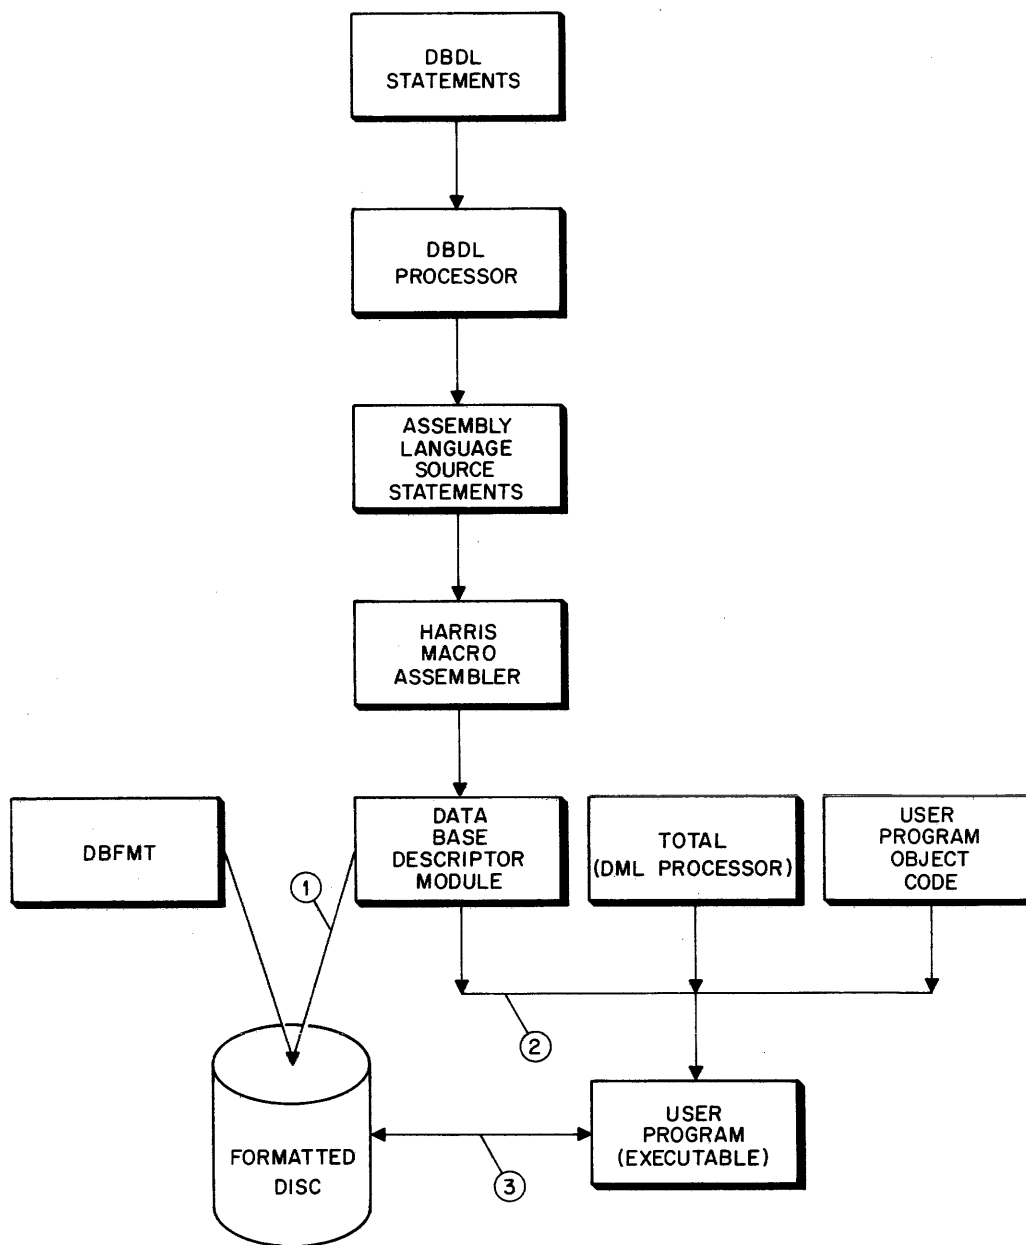 DBDL
STATEMENTS
DBDL
PROCESSOR
ASSEMBLY
LANGUAGE
SOURCE
STATEMENTS
HARRIS
MACRO
ASSEMBLER
DBFMT
DATA
BASE
DESCRIPTOR
MODULE
TOTAL
(DML PROCESSOR)
USER
PROGRAM
OBJECT
CODE
1
2
FORMATTED
DISC
3
USER
PROGRAM
(EXECUTABLE)